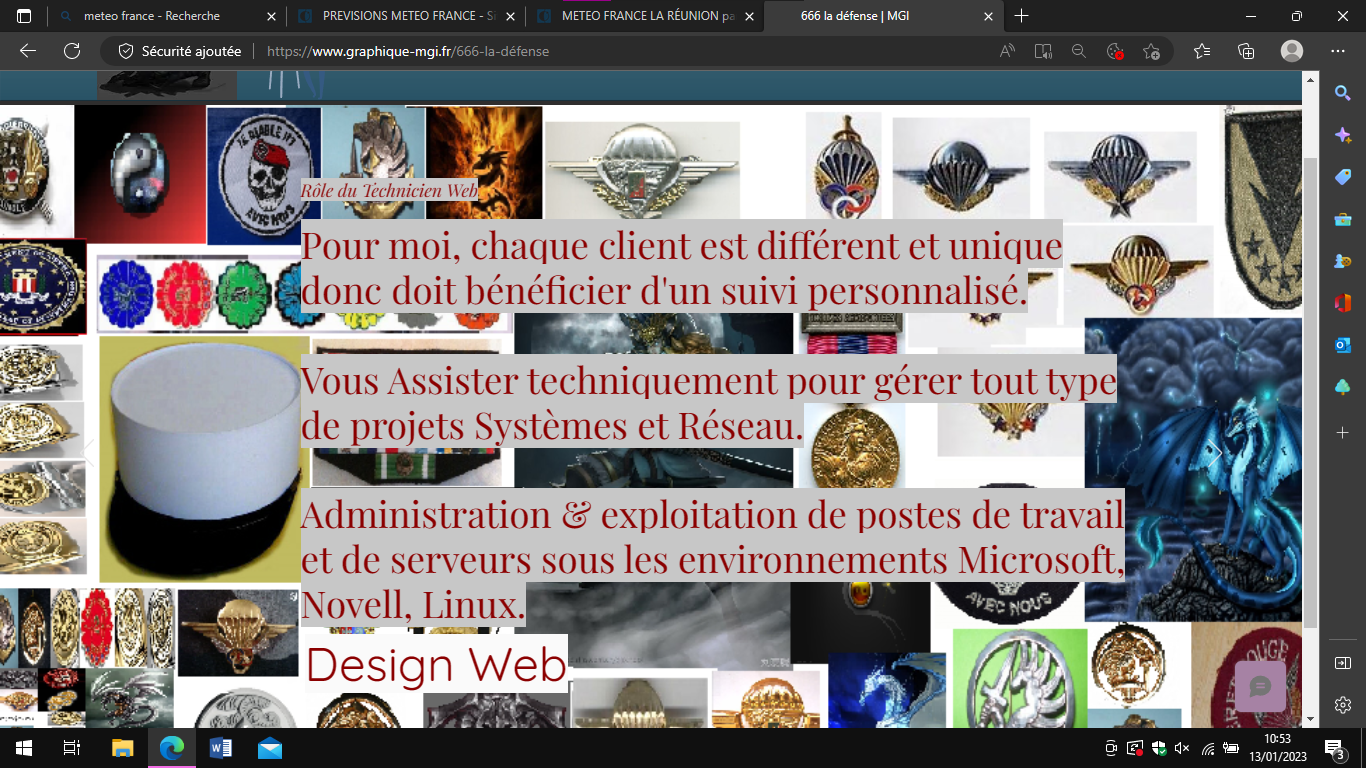 meteo france - Recherche
PREVISIONS METEO FRANCE - Si
METEO FRANCE LA RÉUNION pa
666 la défense | MGI
Sécurité ajoutée
https://www.graphique-mgi.fr/666-la-défense
AVEC NOUS
Rôle du Technicien Web
Pour moi, chaque client est différent et unique
donc doit bénéficier d'un suivi personnalisé.
Vous Assister techniquement pour gérer tout type
de projets Systèmes et Réseau.
Administration & exploitation de postes de travail
et de serveurs sous les environnements Microsoft,
Novell, Linux.
AVEC NOUS
Design Web
10:53
13/01/2023
3